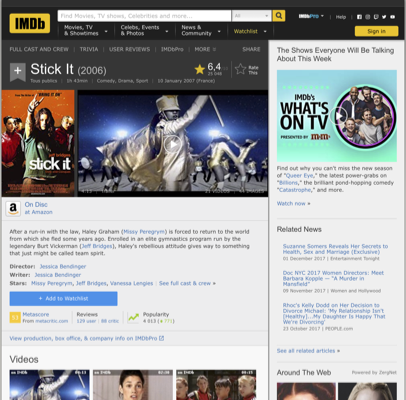 IMDb
Find Movies, TV shows, Celebrities and more...
All
IMDbPro
Help
Movies, TV
& Showtimes
Celebs, Events
& Photos
News &
Community
Watchlist
Sign in
FULL CAST AND CREW | TRIVIA | USER REVIEWS | IMDbPro | MORE
SHARE
Stick It (2006)
6,4
Rate
This
Tous publics | 1h 43min | Comedy, Drama, Sport | 10 January 2007 (France)
stick it
On Disc
at Amazon
After a run-in with the law, Haley Graham (Missy Peregrym) is forced to return to the world
from which she fled some years ago. Enrolled in an elite gymnastics program run by the
legendary Burt Vickerman (Jeff Bridges), Haley's rebellious attitude gives way to something
that just might be called team spirit.
Director: Jessica Bendinger
Writer: Jessica Bendinger
Stars: Missy Peregrym, Jeff Bridges, Vanessa Lengies | See full cast & crew »
+ Add to Watchlist
52
Metascore
From metacritic.com
Reviews
129 user | 88 critic
Popularity
4 013
View production, box office, & company info on IMDbPro
Videos
The Shows Everyone Will Be Talking
About This Week
IMDb's
WHAT'S
ON TV
PRESENTED BY
Find out why you can't miss the new season
of "Queer Eye," the latest power-grabs on
"Billions," the brilliant pond-hopping comedy
"Catastrophe," and more.
Watch now »
Related News
Suzanne Somers Reveals Her Secrets to
Health, Sex and Marriage (Exclusive)
01 December 2017 | Entertainment Tonight
Doc NYC 2017 Women Directors: Meet
Barbara Kopple — "A Murder in
Mansfield"
09 November 2017 | Women and Hollywood
Rhoc's Kelly Dodd on Her Decision to
Divorce Michael: 'My Relationship Isn't
[Healthy]...My Daughter Is Happy That
We're Divorcing'
23 October 2017 | PEOPLE.com
See all related articles »
Around The Web
Powered by ZergNet